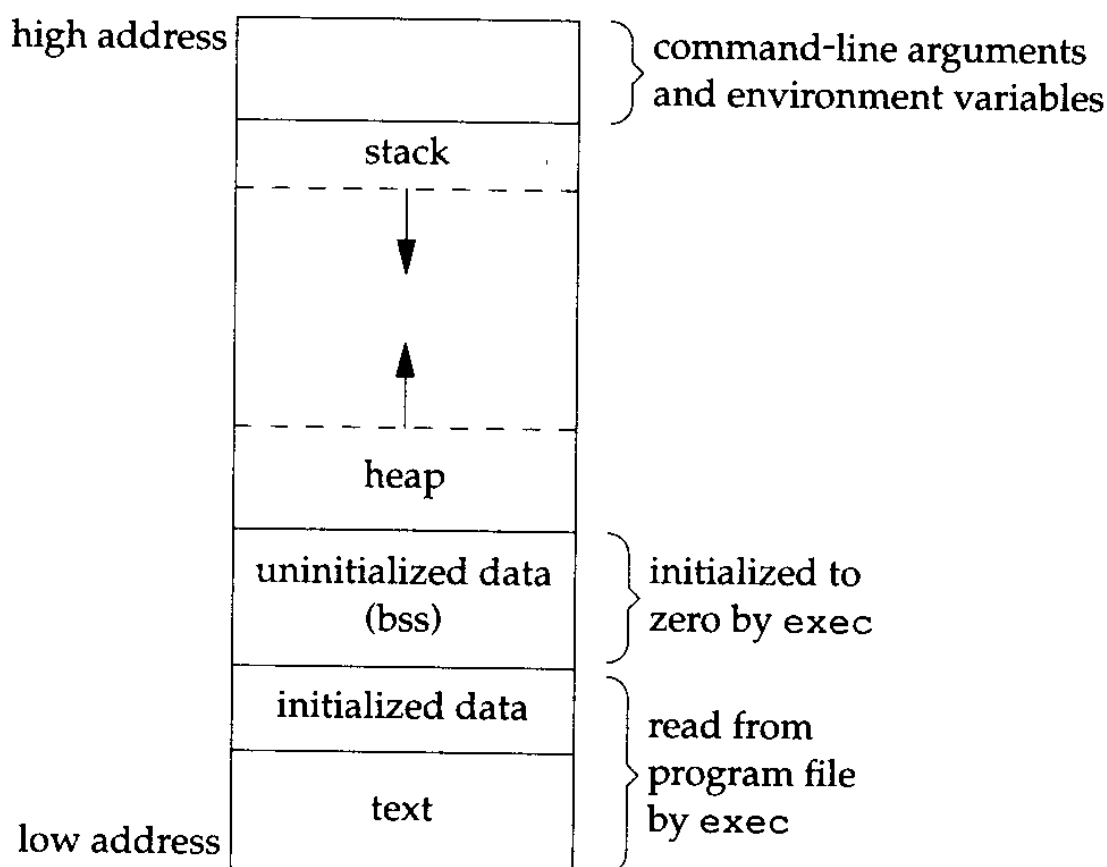 high address
command-line arguments
and environment variables
stack
heap
uninitialized data
(bss)
initialized to
zero by exec
initialized data
read from
program file
by exec
text
low address